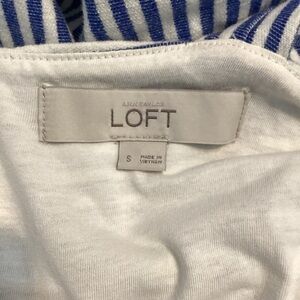 ANN TAYLOR
LOFT
S
MADE IN
VIETNAM